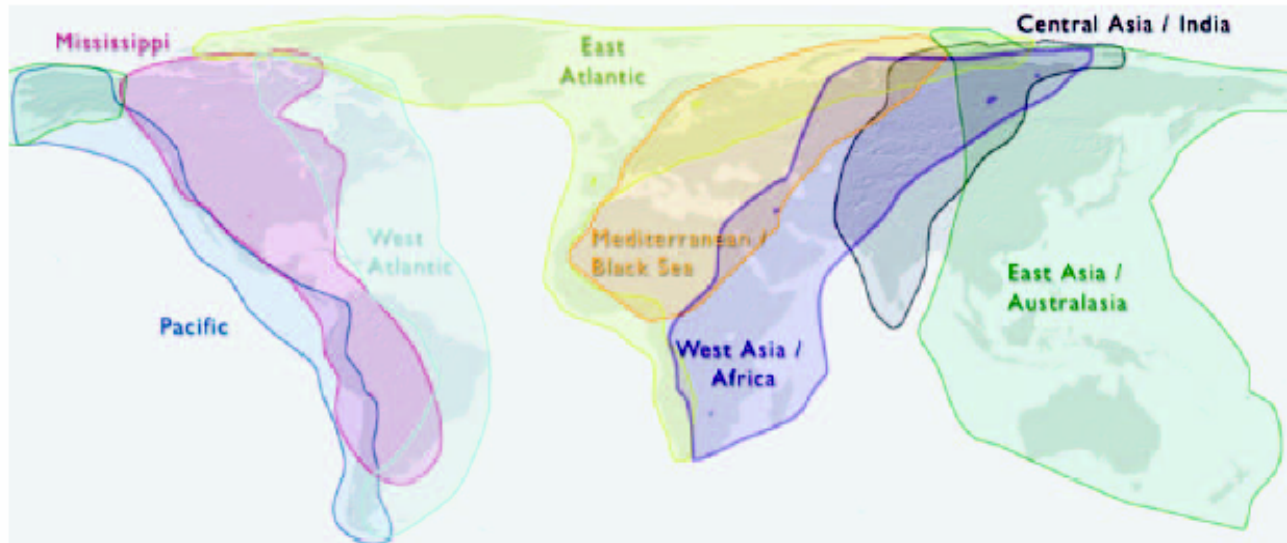 Central Asia / India
Mississippi
East
Atlantic
West
Atlantic
Mediterranean /
Black Sea
East Asia /
Australasia
Pacific
West Asia /
Africa